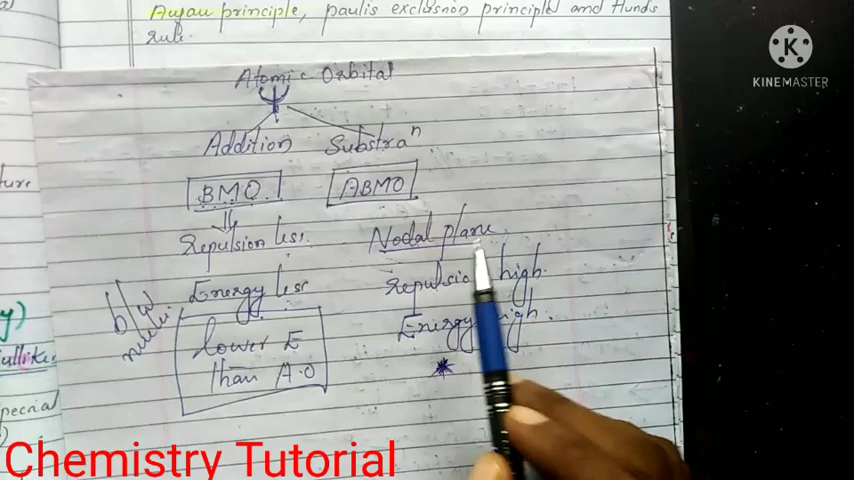 Aufau principle, paulis exclusion principle and Hunds
rule.
K
KINEMASTER
Atomic Orbital
Ψ
Addition Substraⁿ
BMO ABMO
Repulsion less. Nodal plane
b/w nuclei Energy less Repulsion high.
lower E Energy high.
than A.O
Chemistry Tutorial